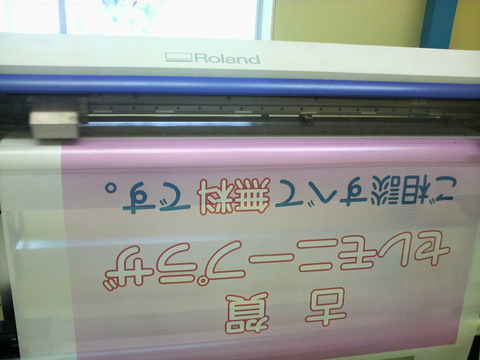 Roland
古賀
セレモニープラザ
ご相談すべて無料です。